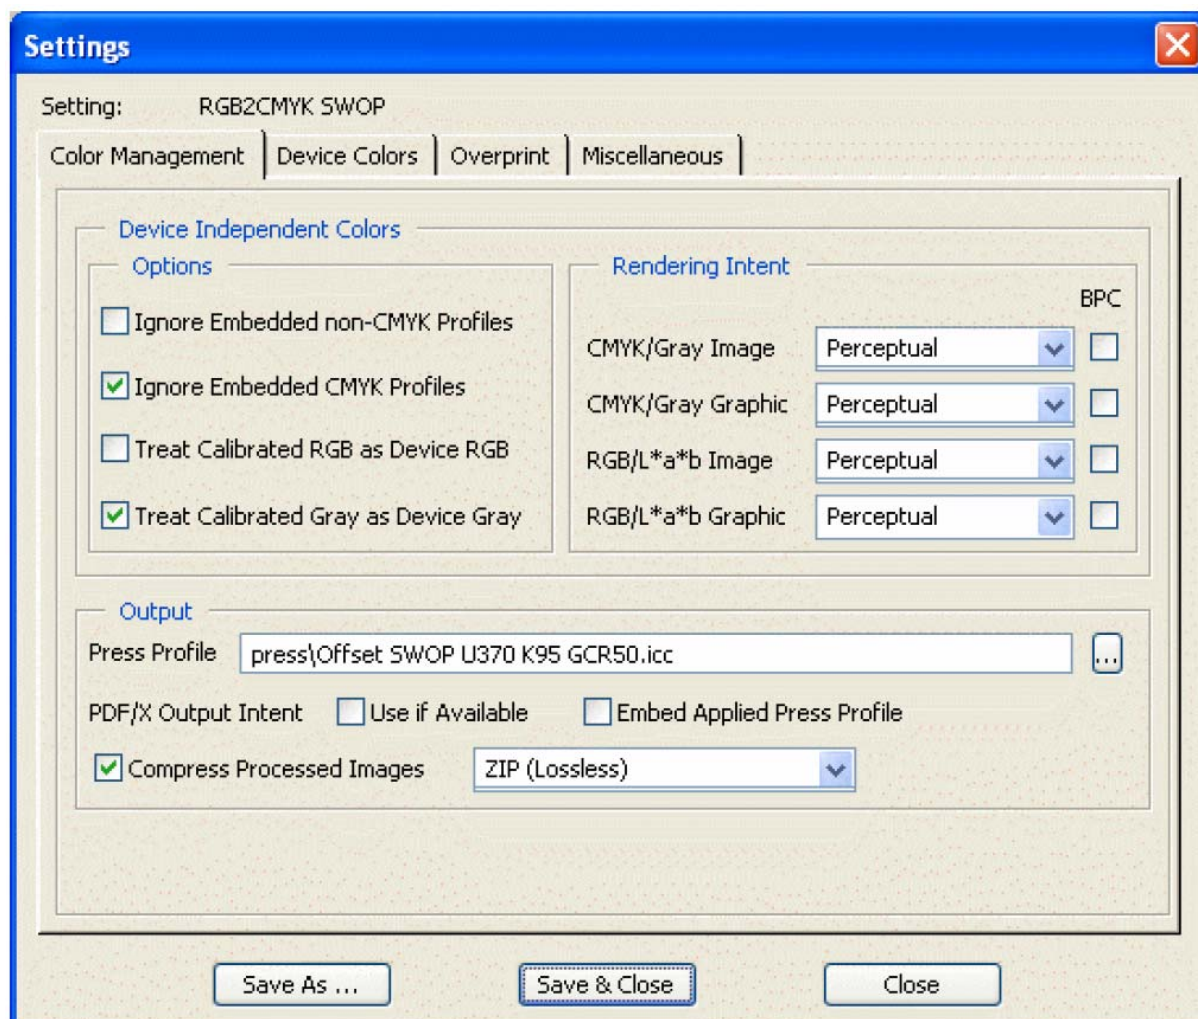 Settings
Setting: RGB2CMYK SWOP
Color Management Device Colors Overprint Miscellaneous
Device Independent Colors
Options
Ignore Embedded non-CMYK Profiles
Ignore Embedded CMYK Profiles
Treat Calibrated RGB as Device RGB
Treat Calibrated Gray as Device Gray
Rendering Intent
BPC
CMYK/Gray Image Perceptual
CMYK/Gray Graphic Perceptual
RGB/L*a*b Image Perceptual
RGB/L*a*b Graphic Perceptual
Output
Press Profile press\Offset SWOP U370 K95 GCR50.icc ...
PDF/X Output Intent Use if Available Embed Applied Press Profile
Compress Processed Images ZIP (Lossless)
Save As ... Save & Close Close